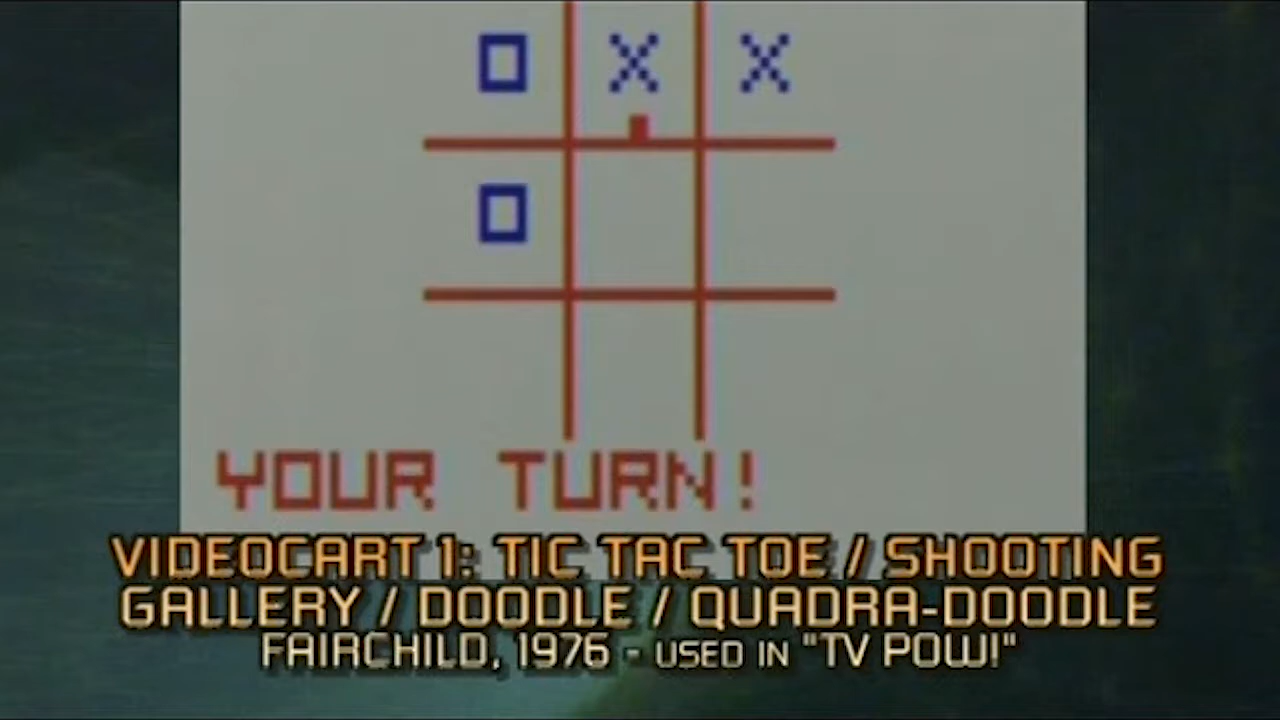 O X X
O
YOUR TURN!
VIDEOCART 1: TIC TAC TOE / SHOOTING
GALLERY / DOODLE / QUADRA-DOODLE
FAIRCHILD, 1976 - USED IN "TV POW!"